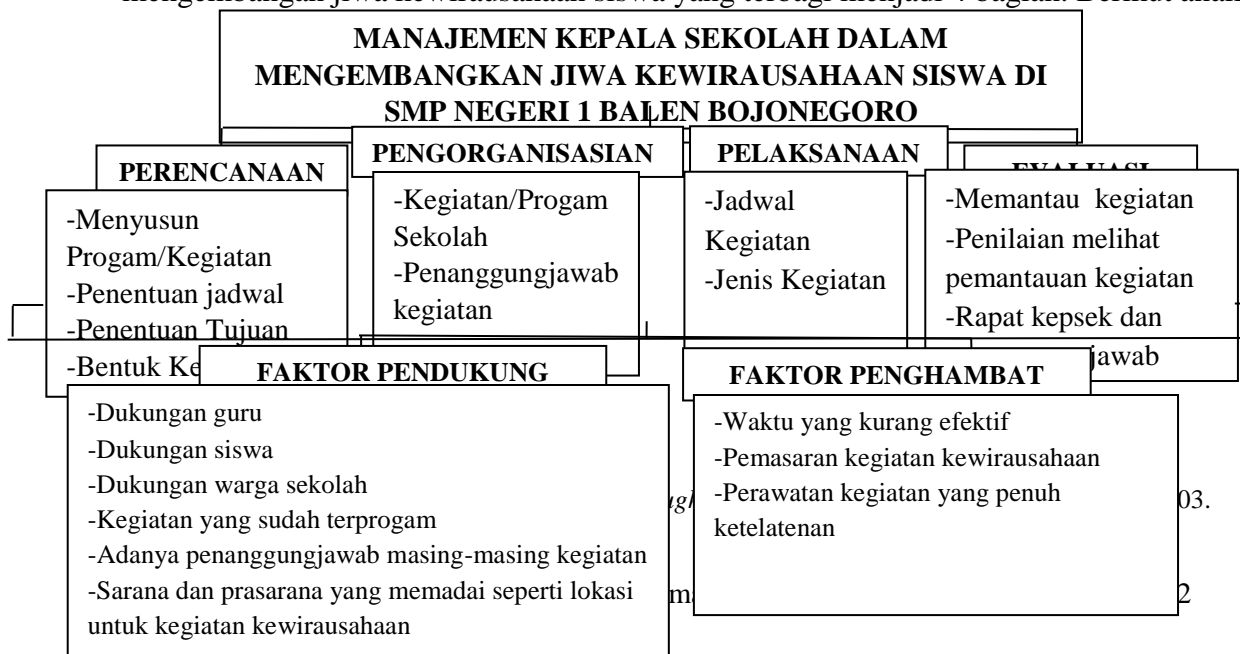 jiwa kewirausahaan siswa yang terbagi menjadi bagian. Berikut
MANAJEMEN KEPALA SEKOLAH DALAM
MENGEMBANGKAN JIWA KEWIRAUSAHAAN SISWA DI
SMP NEGERI 1 BALEN BOJONEGORO
PERENCANAAN
-Menyusun
Progam/Kegiatan
-Penentuan jadwal
-Penentuan Tujuan
-Bentuk Ke
PENGORGANISASIAN
-Kegiatan/Progam
Sekolah
-Penanggungjawab
kegiatan
PELAKSANAAN
-Jadwal
Kegiatan
-Jenis Kegiatan
EVALUASI
-Memantau kegiatan
-Penilaian melihat
pemantauan kegiatan
-Rapat kepsek dan
jawab
FAKTOR PENDUKUNG
-Dukungan guru
-Dukungan siswa
-Dukungan warga sekolah
-Kegiatan yang sudah terprogam
-Adanya penanggungjawab masing-masing kegiatan
-Sarana dan prasarana yang memadai seperti lokasi
untuk kegiatan kewirausahaan
FAKTOR PENGHAMBAT
-Waktu yang kurang efektif
-Pemasaran kegiatan kewirausahaan
-Perawatan kegiatan yang penuh
ketelatenan
03.
2